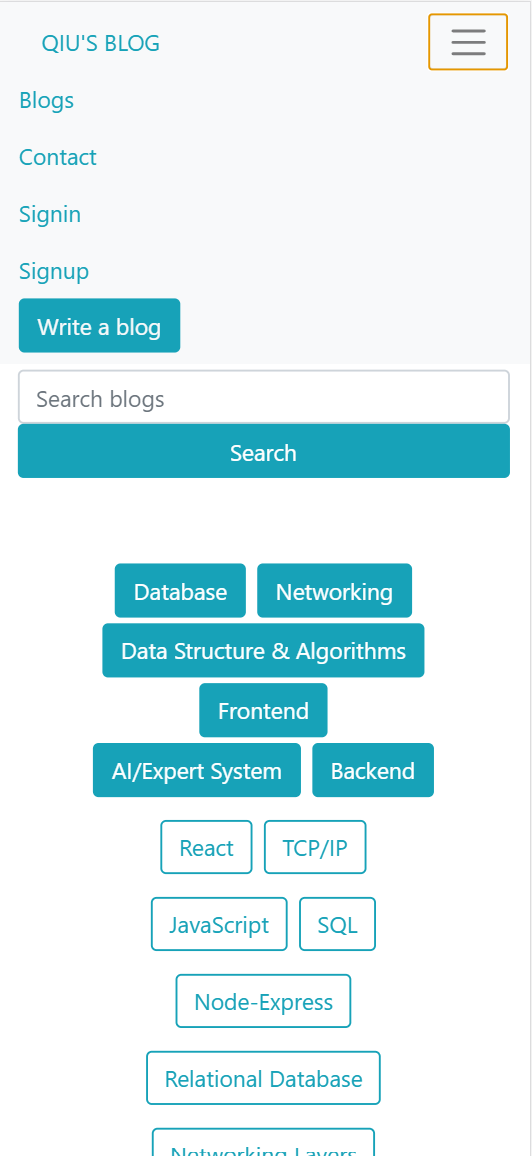 QIU'S BLOG
Blogs
Contact
Signin
Signup
Write a blog
Search blogs
Search
Database Networking
Data Structure & Algorithms
Frontend
AI/Expert System Backend
React TCP/IP
JavaScript SQL
Node-Express
Relational Database
Networking Layers